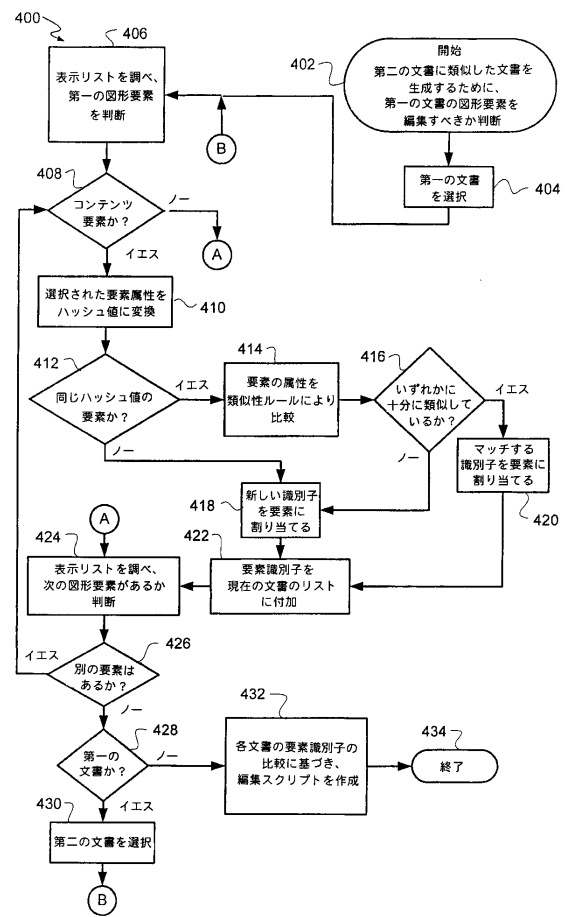 400
406
表示リストを調べ、
第一の図形要素
を判断
402
開始
第二の文書に類似した文書を
生成するために、
第一の文書の図形要素を
編集すべきか判断
B
404
第一の文書
を選択
408
コンテンツ
要素か?
ノー
A
イエス
選択された要素属性を
ハッシュ値に変換
410
412
同じハッシュ値の
要素か?
イエス
ノー
414
要素の属性を
類似性ルールにより
比較
416
いずれかに
十分に類似して
いるか?
イエス
ノー
マッチする
識別子を要素に
割り当てる
420
418
新しい識別子
を要素に
割り当てる
A
424
表示リストを調べ、
次の図形要素があるか
判断
422
要素識別子を
現在の文書のリスト
に付加
426
別の要素は
あるか?
イエス
ノー
428
第一の
文書か?
ノー
イエス
432
各文書の要素識別子の
比較に基づき、
編集スクリプトを作成
434
終了
430
第二の文書を選択
B